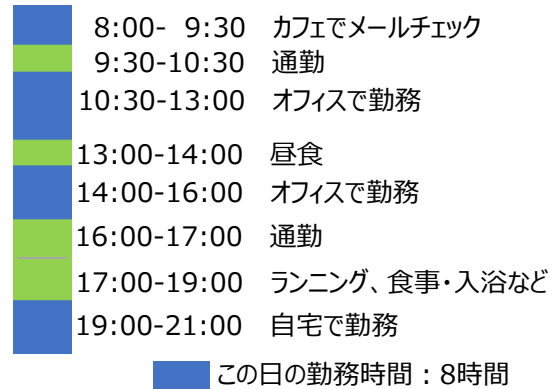 8:00- 9:30 カフェでメールチェック
9:30-10:30 通勤
10:30-13:00 オフィスで勤務
13:00-14:00 昼食
14:00-16:00 オフィスで勤務
16:00-17:00 通勤
17:00-19:00 ランニング、食事・入浴など
19:00-21:00 自宅で勤務
この日の勤務時間：8時間